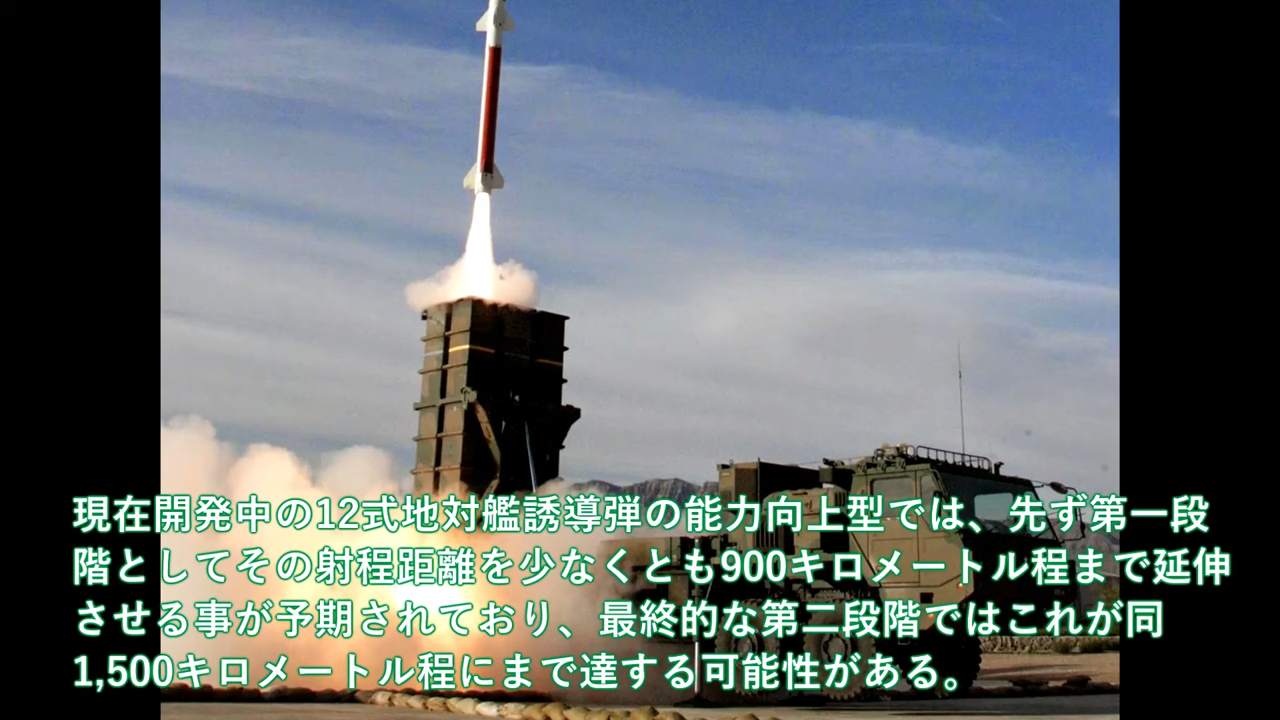 現在開発中の12式地対艦誘導弾の能力向上型では、先ず第一段
階としてその射程距離を少なくとも900キロメートル程まで延伸
させる事が予期されており、最終的な第二段階ではこれが同
1,500キロメートル程にまで達する可能性がある。